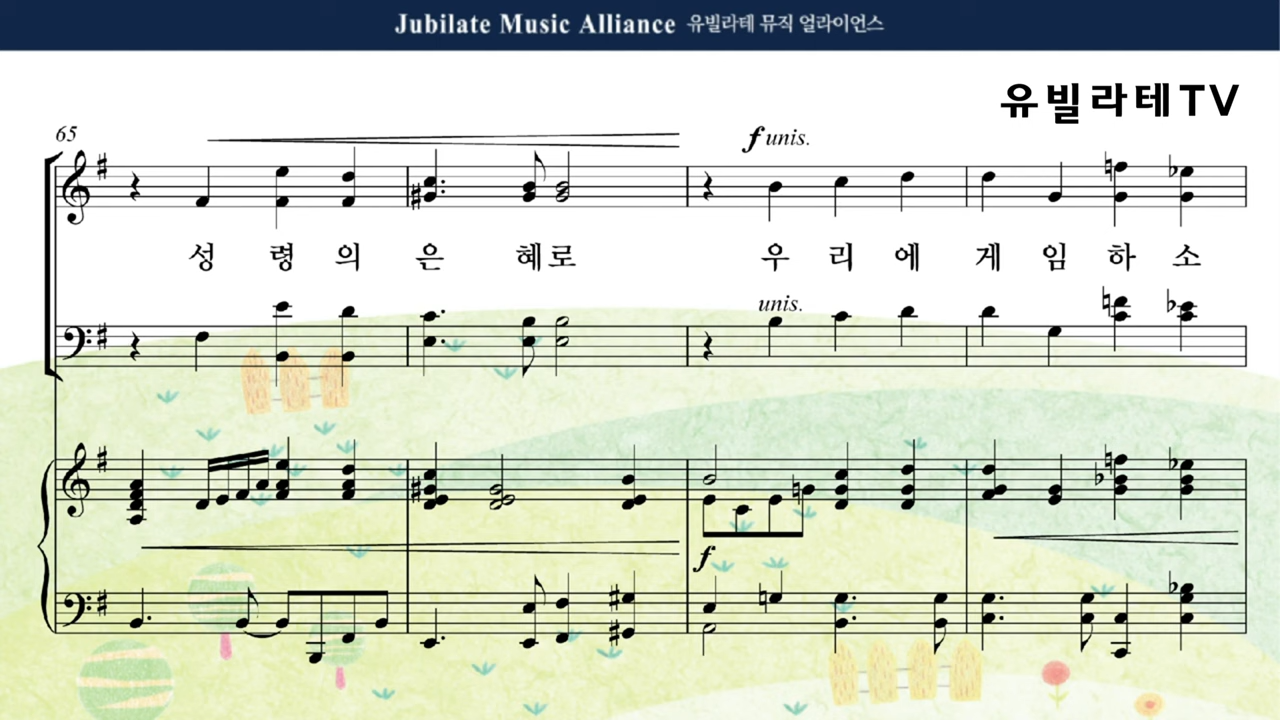 Jubilate Music Alliance 유빌라테 뮤직 얼라이언스
유빌라테TV
65
f unis.
성 령의 은 혜로 우 리 에 게 임 하 소
unis.
f